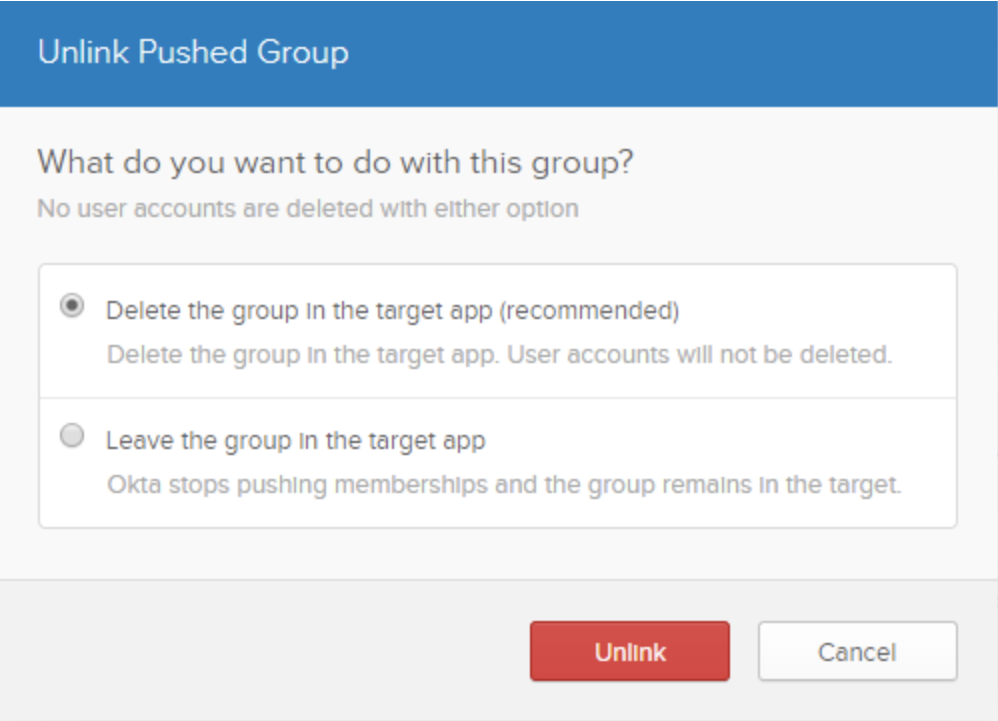 Unlink Pushed Group
What do you want to do with this group?
No user accounts are deleted with either option
Delete the group in the target app (recommended)
Delete the group in the target app. User accounts will not be deleted.
Leave the group in the target app
Okta stops pushing memberships and the group remains in the target.
Unlink
Cancel